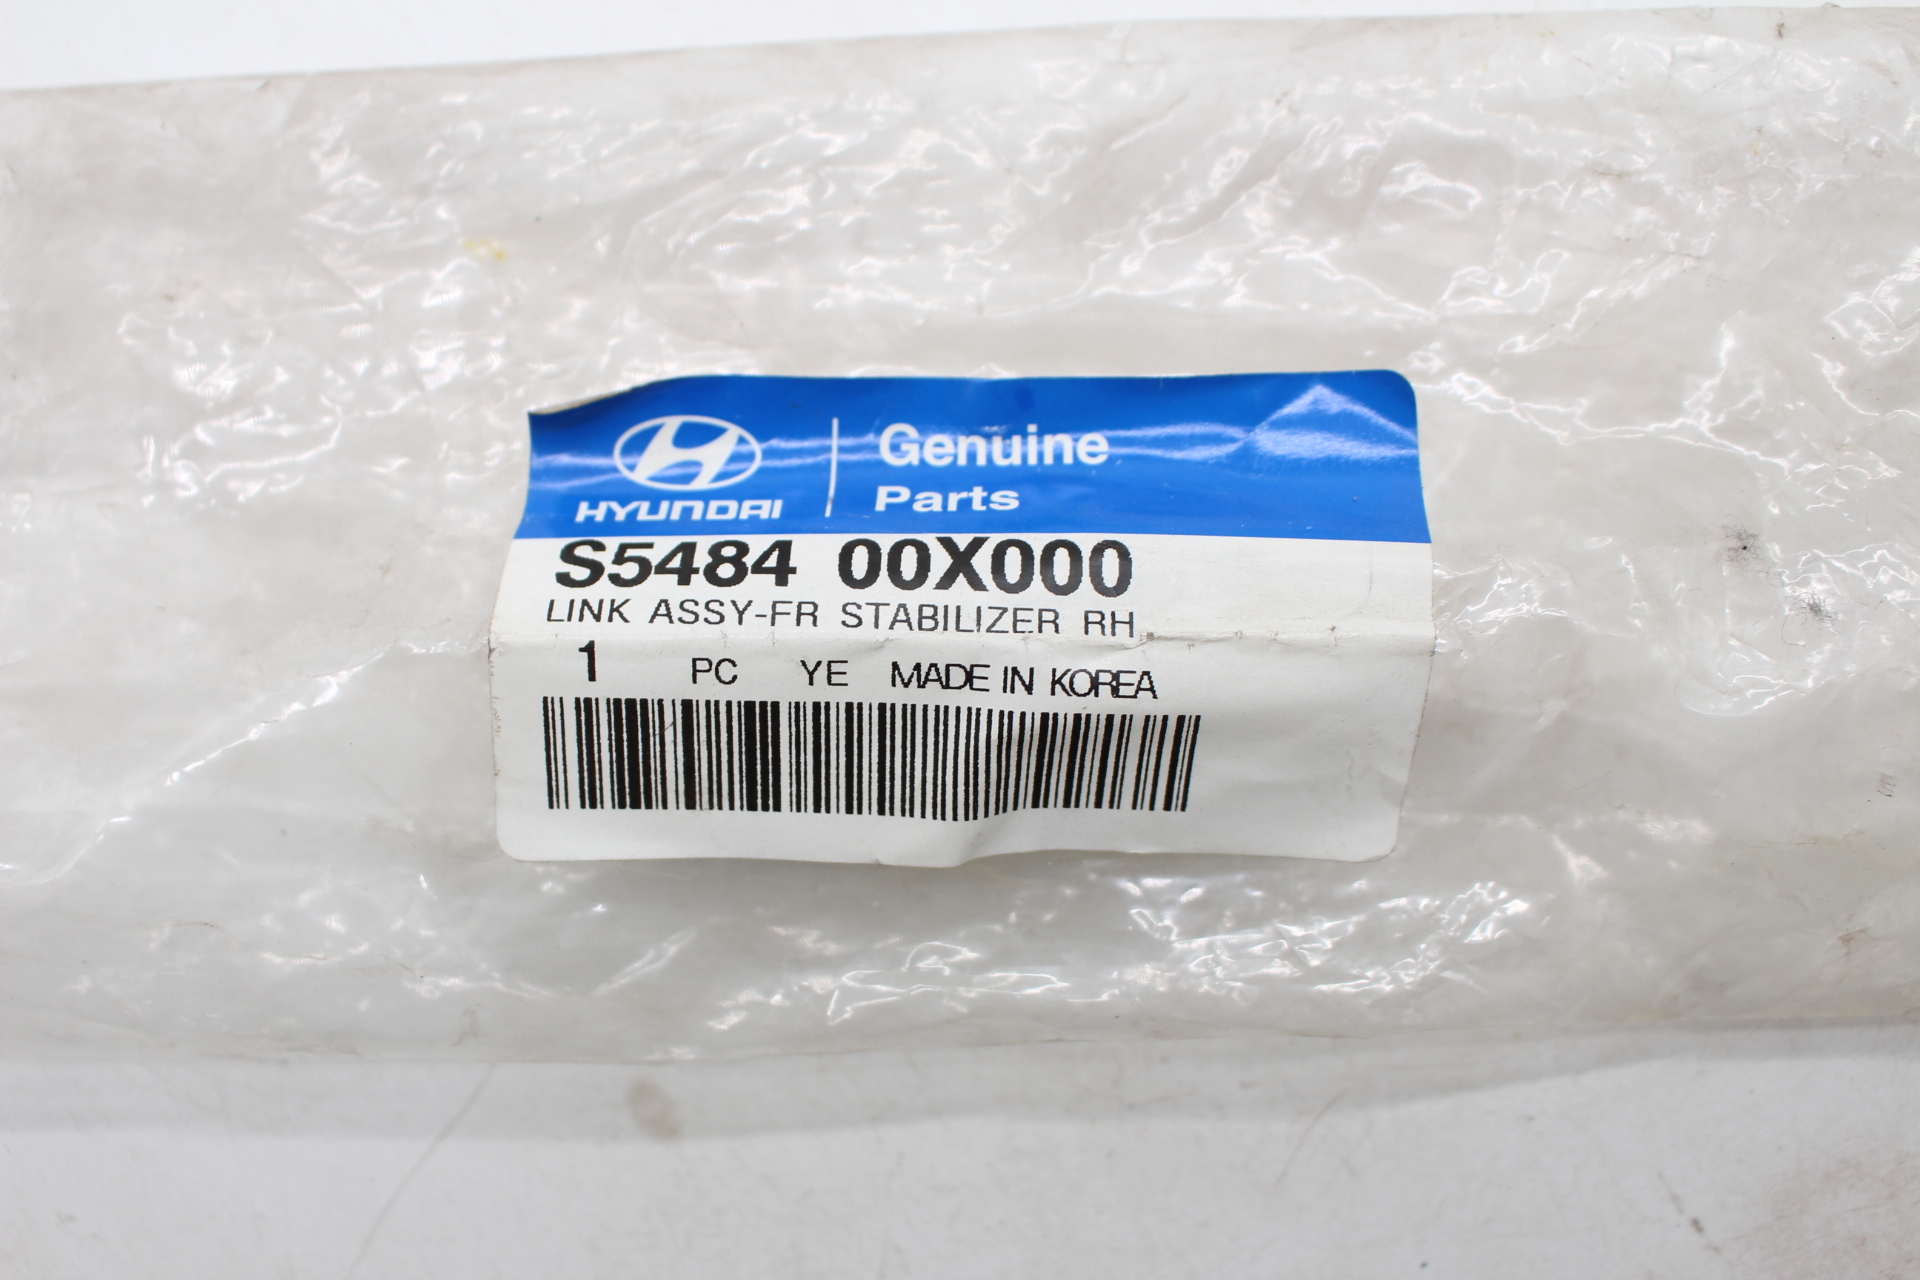 HYUNDAI
Genuine
Parts
S5484 00X000
LINK ASSY-FR STABILIZER RH
1 PC YE MADE IN KOREA